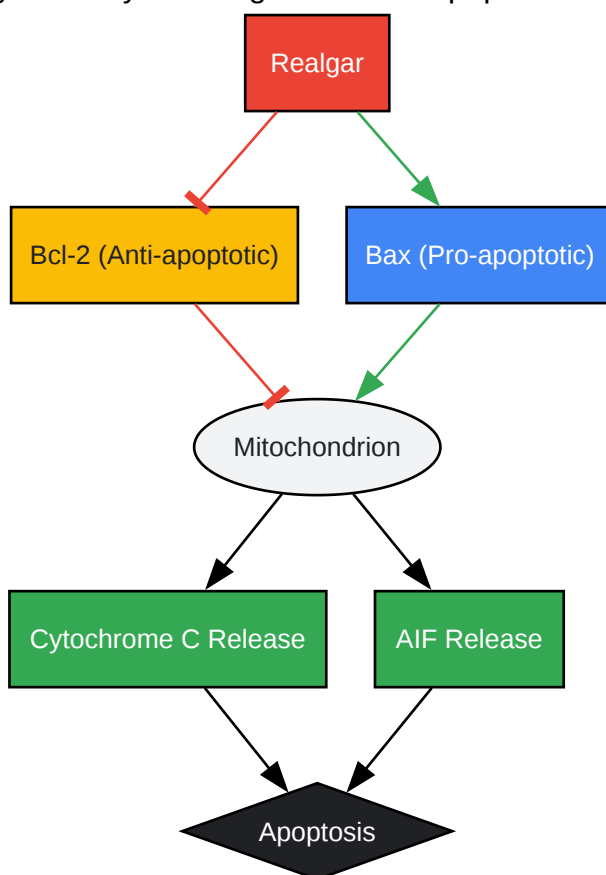 Realgar
Bcl-2 (Anti-apoptotic)
Bax (Pro-apoptotic)
Mitochondrion
Cytochrome C Release
AIF Release
Apoptosis